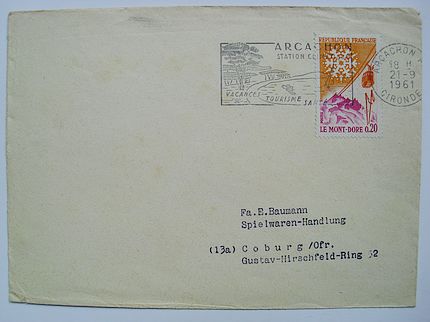 ARCACHON
STATION
VACANCES TOURISME
REPUBLIQUE FRANÇAISE
LE MONT-DORE 0,20
ARCACHON
18 H
21-9
1961
GIRONDE
Fa.E.Baumann
Spielwaren-Handlung
(13a) Coburg /Ofr.
Gustav-Hirschfeld-Ring 32